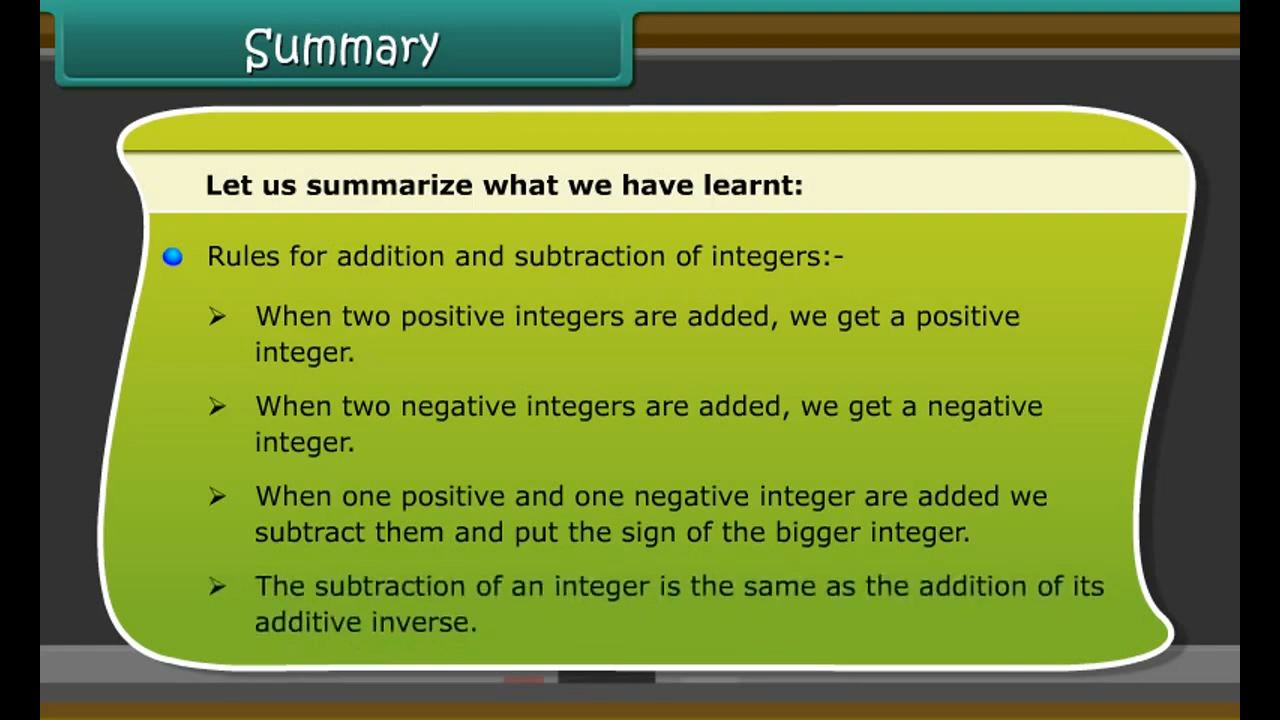 Summary
Let us summarize what we have learnt:
Rules for addition and subtraction of integers:-
When two positive integers are added, we get a positive
integer.
When two negative integers are added, we get a negative
integer.
When one positive and one negative integer are added we
subtract them and put the sign of the bigger integer.
The subtraction of an integer is the same as the addition of its
additive inverse.